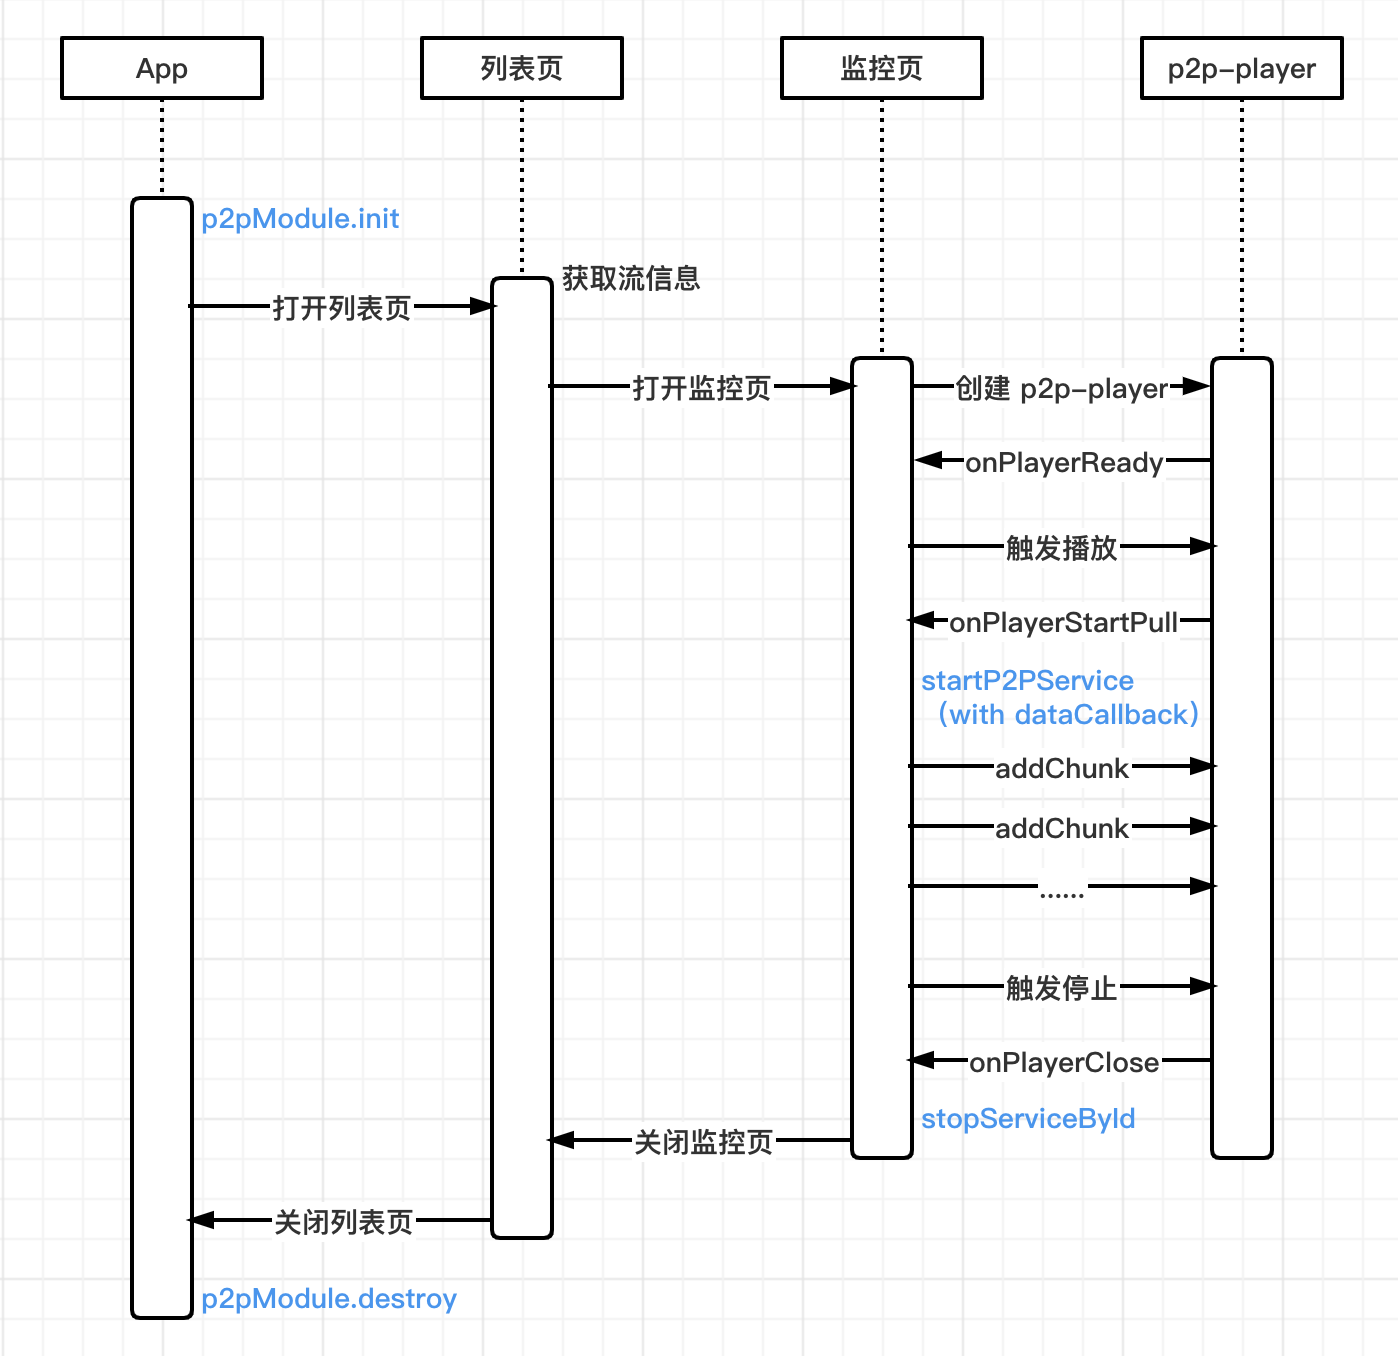 App
列表页
监控页
p2p-player
p2pModule.init
获取流信息
打开列表页
打开监控页
创建 p2p-player
onPlayerReady
触发播放
onPlayerStartPull
startP2PService
（with dataCallback）
addChunk
addChunk
......
触发停止
onPlayerClose
stopServiceById
关闭监控页
关闭列表页
p2pModule.destroy